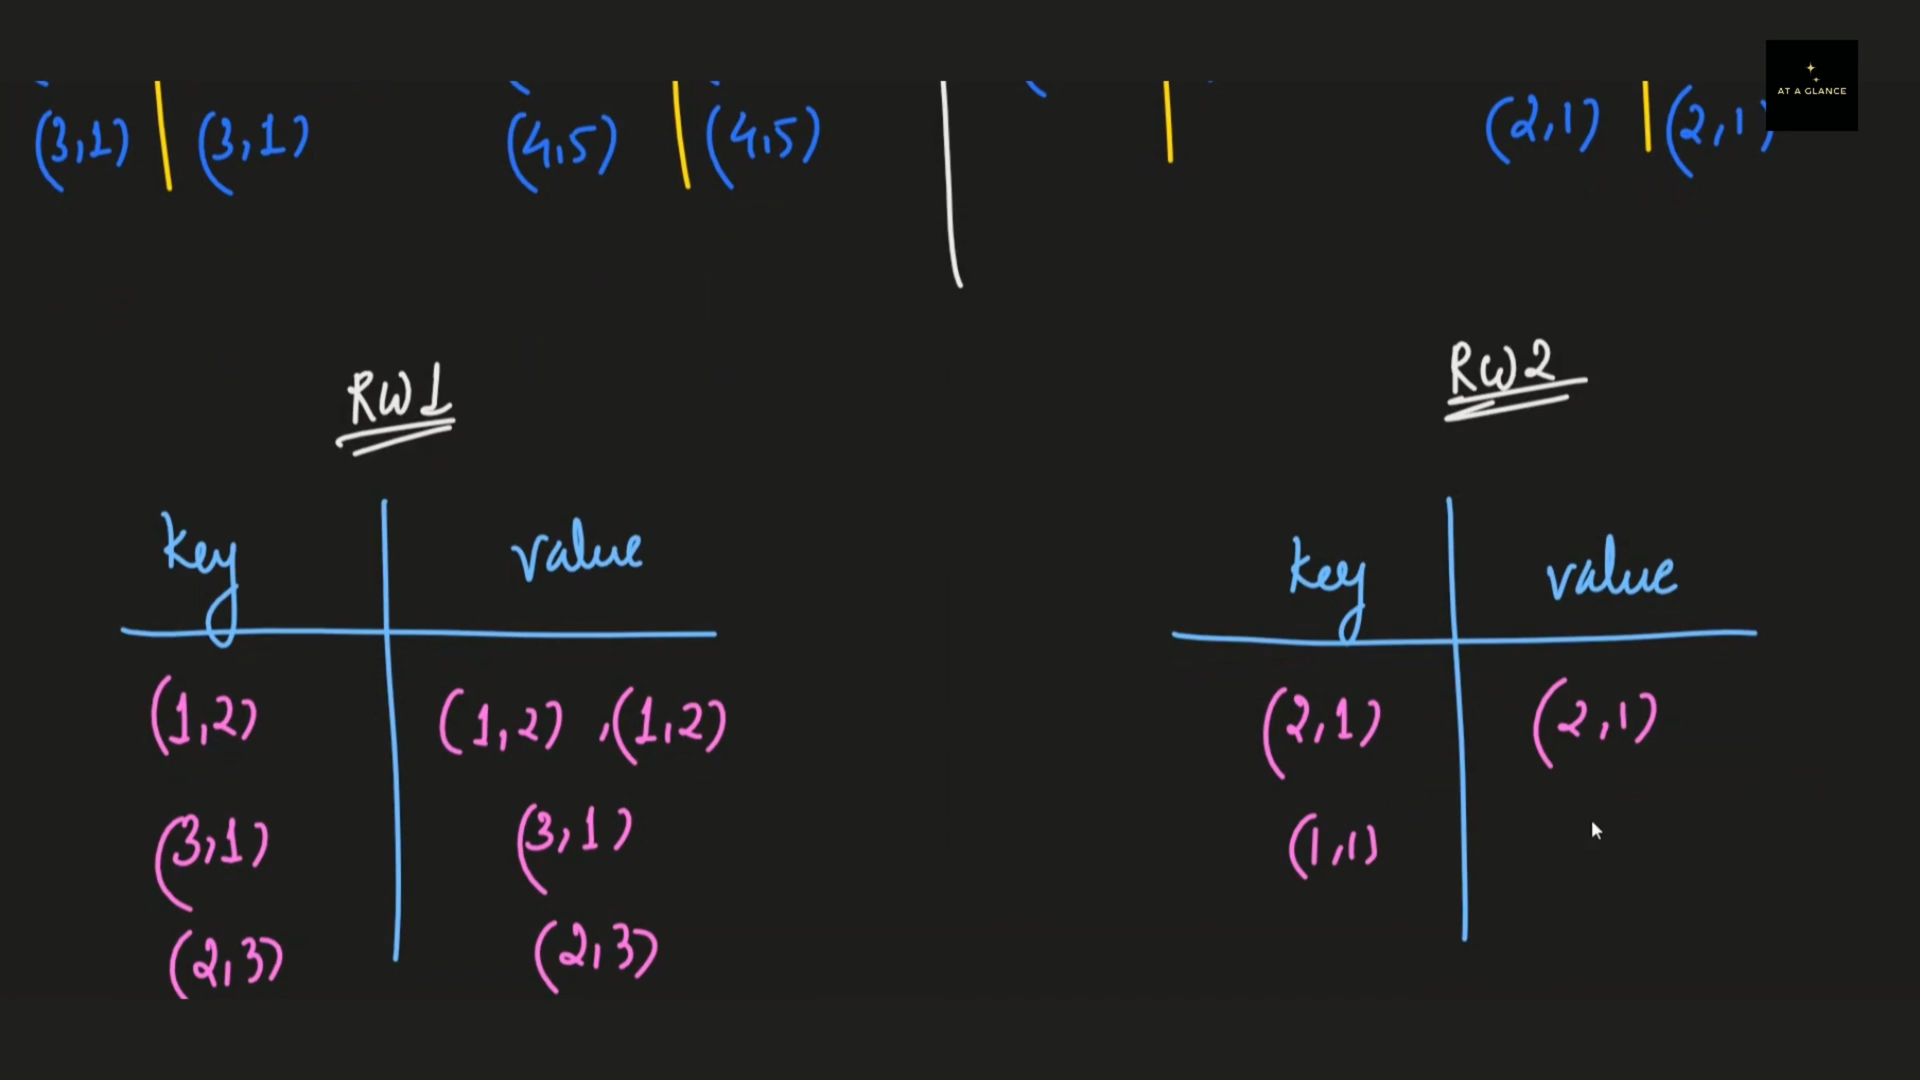 (3,1) | (3,1) (4,5) | (4,5) (2,1) | (2,1)
AT A GLANCE
RW1
RW2
key value
(1,2) (1,2) ,(1,2)
(3,1) (3,1)
(2,3) (2,3)
key value
(2,1) (2,1)
(1,1)